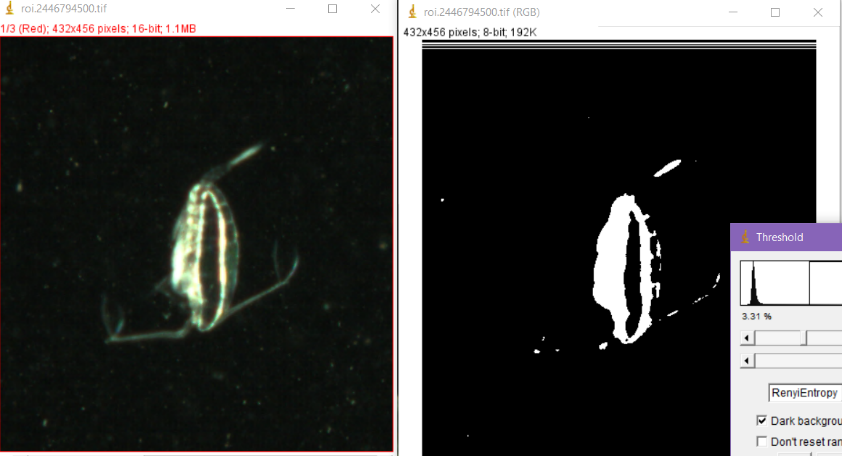 roi.2446794500.tif
1/3 (Red); 432x456 pixels; 16-bit; 1.1MB
roi.2446794500.tif (RGB)
432x456 pixels; 8-bit; 192K
Threshold
3.31 %
RenyiEntropy
Dark backgrou
Don't reset ran